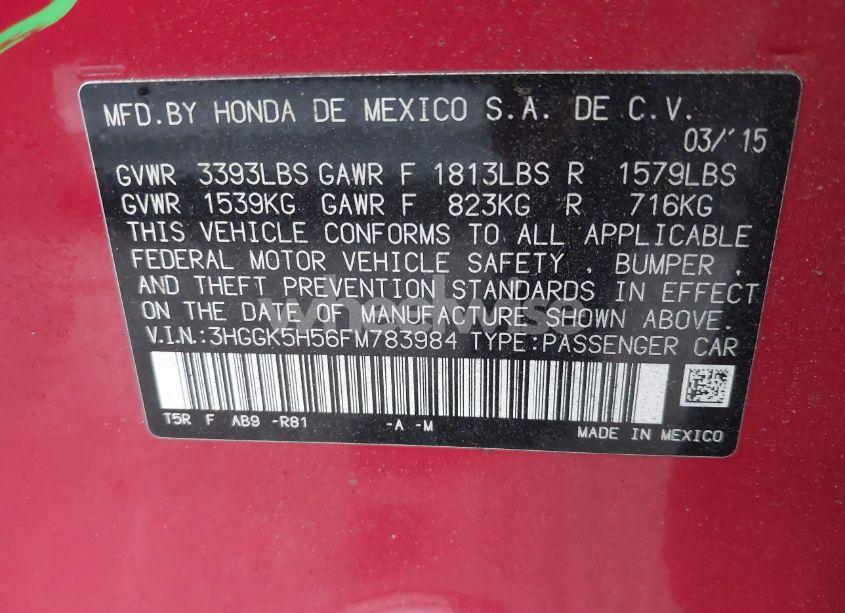 MFD.BY HONDA DE MEXICO S.A. DE C.V.
03/'15
GVWR 3393LBS GAWR F 1813LBS R 1579LBS
GVWR 1539KG GAWR F 823KG R 716KG
THIS VEHICLE CONFORMS TO ALL APPLICABLE
FEDERAL MOTOR VEHICLE SAFETY , BUMPER ,
AND THEFT PREVENTION STANDARDS IN EFFECT
ON THE DATE OF MANUFACTURE SHOWN ABOVE.
V.I.N.:3HGGK5H56FM783984 TYPE:PASSENGER CAR
T5R F AB9 -R81 -A -M
MADE IN MEXICO